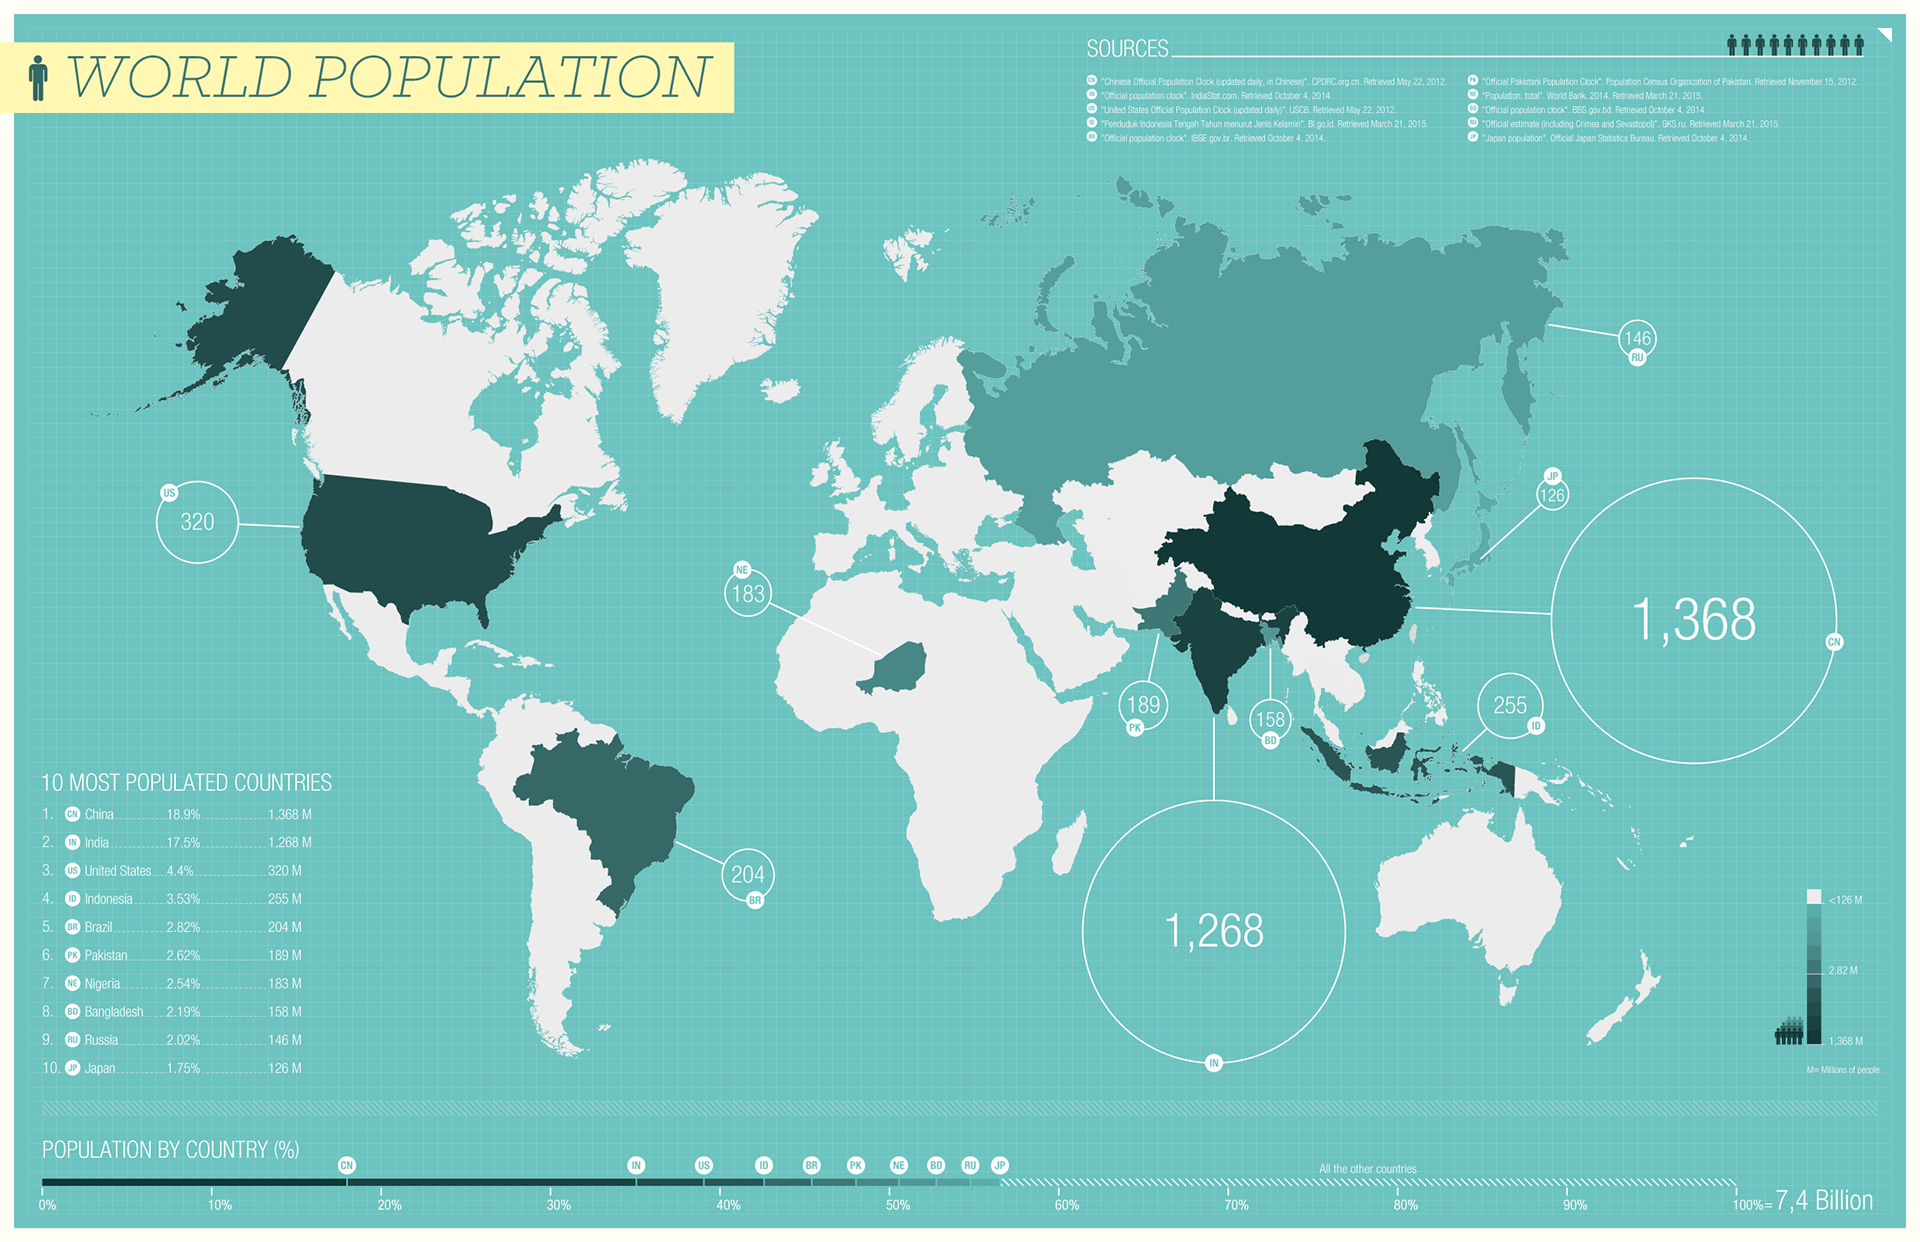 WORLD POPULATION
SOURCES
CN "Chinese Official Population Clock (updated daily, in Chinese)". CPDRC.org.cn. Retrieved May 22, 2012.
IN "Official population clock". IndiaStat.com. Retrieved October 4, 2014.
US "United States Official Population Clock (updated daily)". USCB. Retrieved May 22, 2012.
ID "Penduduk Indonesia Tengah Tahun menurut Jenis Kelamin". BI.go.id. Retrieved March 21, 2015.
BR "Official population clock". IBGE.gov.br. Retrieved October 4, 2014.
PK "Official Pakistani Population Clock". Population Census Organization of Pakistan. Retrieved November 15, 2012.
NE "Population, total". World Bank. 2014. Retrieved March 21, 2015.
BD "Official population clock". BBS.gov.bd. Retrieved October 4, 2014.
RU "Official estimate (including Crimea and Sevastopol)". GKS.ru. Retrieved March 21, 2015.
JP "Japan population". Official Japan Statistics Bureau. Retrieved October 4, 2014.
146
RU
JP
126
US
320
NE
183
1,368
CN
189
PK
158
BD
255
ID
204
BR
1,268
IN
10 MOST POPULATED COUNTRIES
1. CN China 18.9% 1,368 M
2. IN India 17.5% 1,268 M
3. US United States 4.4% 320 M
4. ID Indonesia 3.53% 255 M
5. BR Brazil 2.82% 204 M
6. PK Pakistan 2.62% 189 M
7. NE Nigeria 2.54% 183 M
8. BD Bangladesh 2.19% 158 M
9. RU Russia 2.02% 146 M
10. JP Japan 1.75% 126 M
<126 M
2.82 M
1,368 M
M= Millions of people
POPULATION BY COUNTRY (%)
CN IN US ID BR PK NE BD RU JP
All the other countries
0% 10% 20% 30% 40% 50% 60% 70% 80% 90% 100%= 7,4 Billion